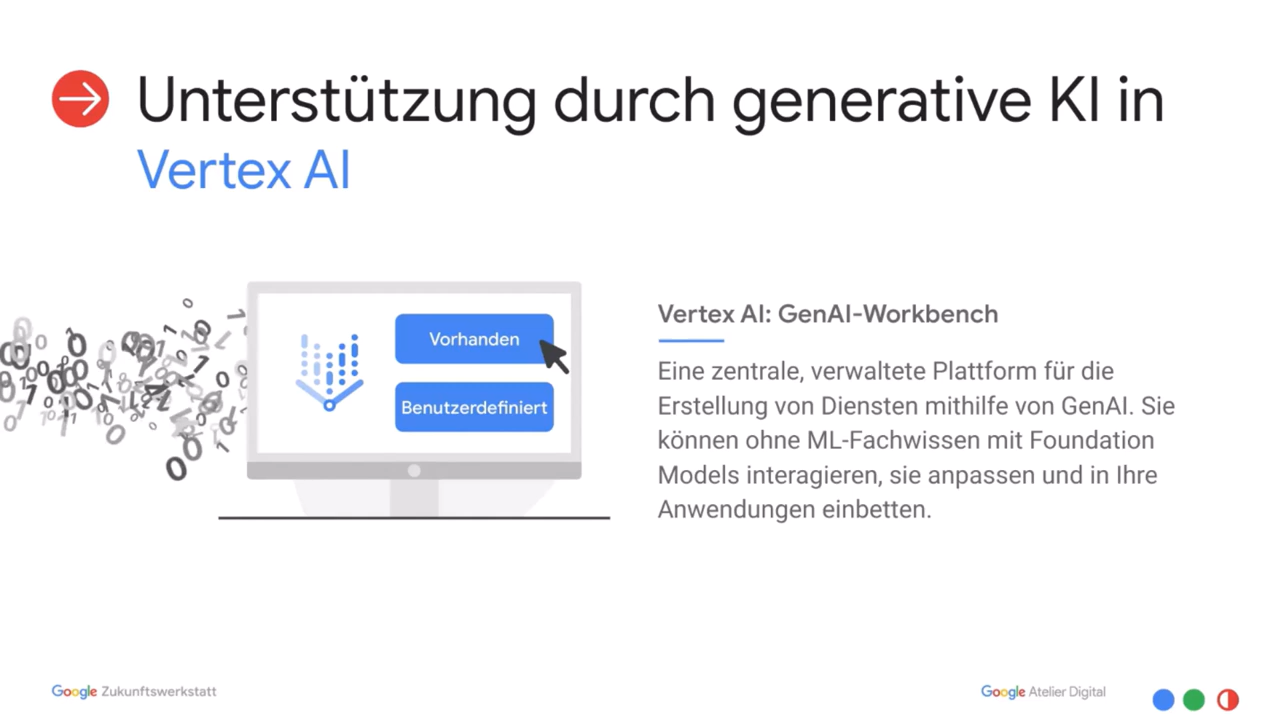 Unterstützung durch generative KI in
Vertex AI
Vorhanden
Benutzerdefiniert
Vertex AI: GenAI-Workbench
Eine zentrale, verwaltete Plattform für die
Erstellung von Diensten mithilfe von GenAI. Sie
können ohne ML-Fachwissen mit Foundation
Models interagieren, sie anpassen und in Ihre
Anwendungen einbetten.
Google Zukunftswerkstatt
Google Atelier Digital